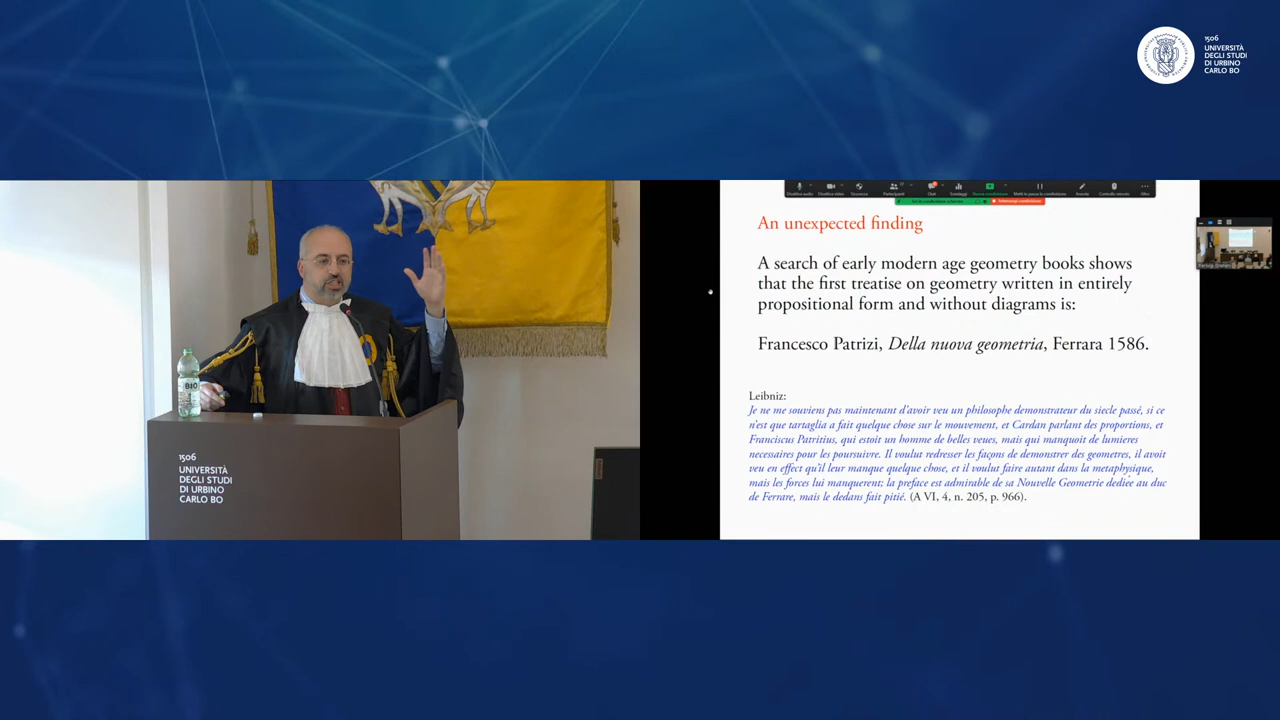 1506
UNIVERSITÀ
DEGLI STUDI
DI URBINO
CARLO BO
An unexpected finding
A search of early modern age geometry books shows
that the first treatise on geometry written in entirely
propositional form and without diagrams is:
Francesco Patrizi, Della nuova geometria, Ferrara 1586.
Leibniz:
Je ne me souviens pas maintenant d'avoir veu un philosophe demonstrateur du siecle passé, si ce
n'est que tartaglia a fait quelque chose sur le mouvement, et Cardan parlant des proportions, et
Franciscus Patritius, qui estoit un homme de belles veues, mais qui manquoit de lumieres
necessaires pour les poursuivre. Il voulut redresser les façons de demonstrer des geometres, il avoit
veu en effect qu'il leur manque quelque chose, et il voulut faire autant dans la metaphysique,
mais les forces lui manquerent; la preface est admirable de sa Nouvelle Geometrie dediée au duc
de Ferrare, mais le dedans fait pitié. (A VI, 4, n. 205, p. 966).
BIO
1506
UNIVERSITÀ
DEGLI STUDI
DI URBINO
CARLO BO